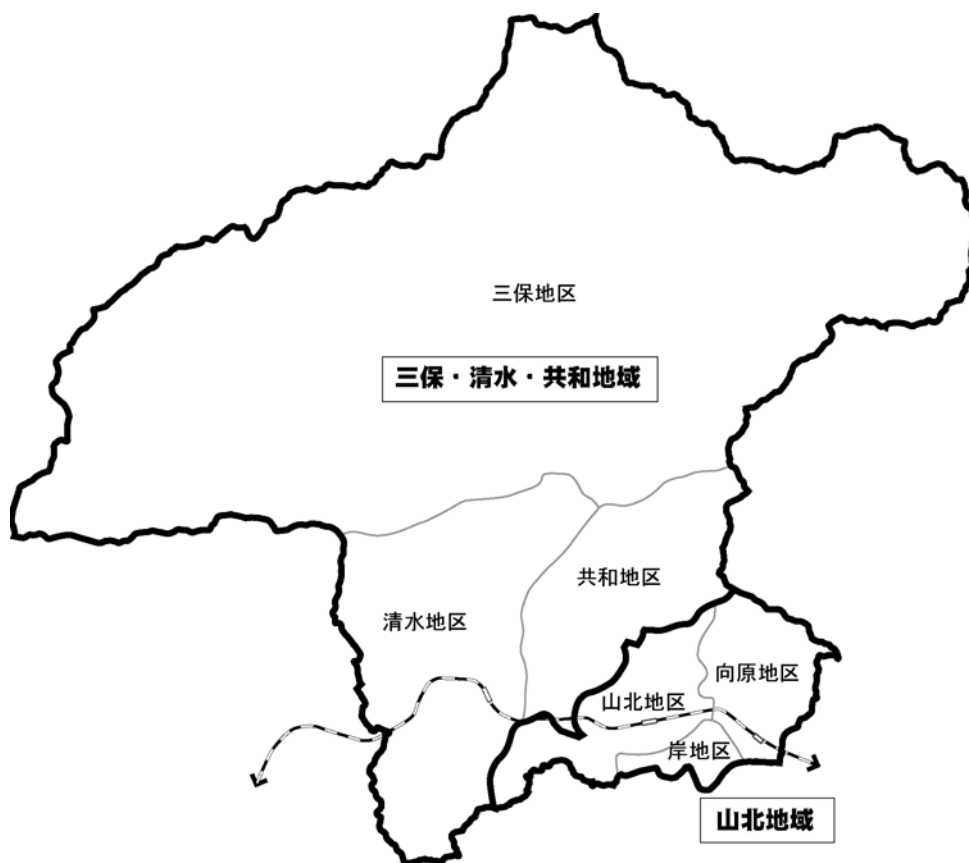 三保地区
三保・清水・共和地域
共和地区
清水地区
向原地区
山北地区
岸地区
山北地域